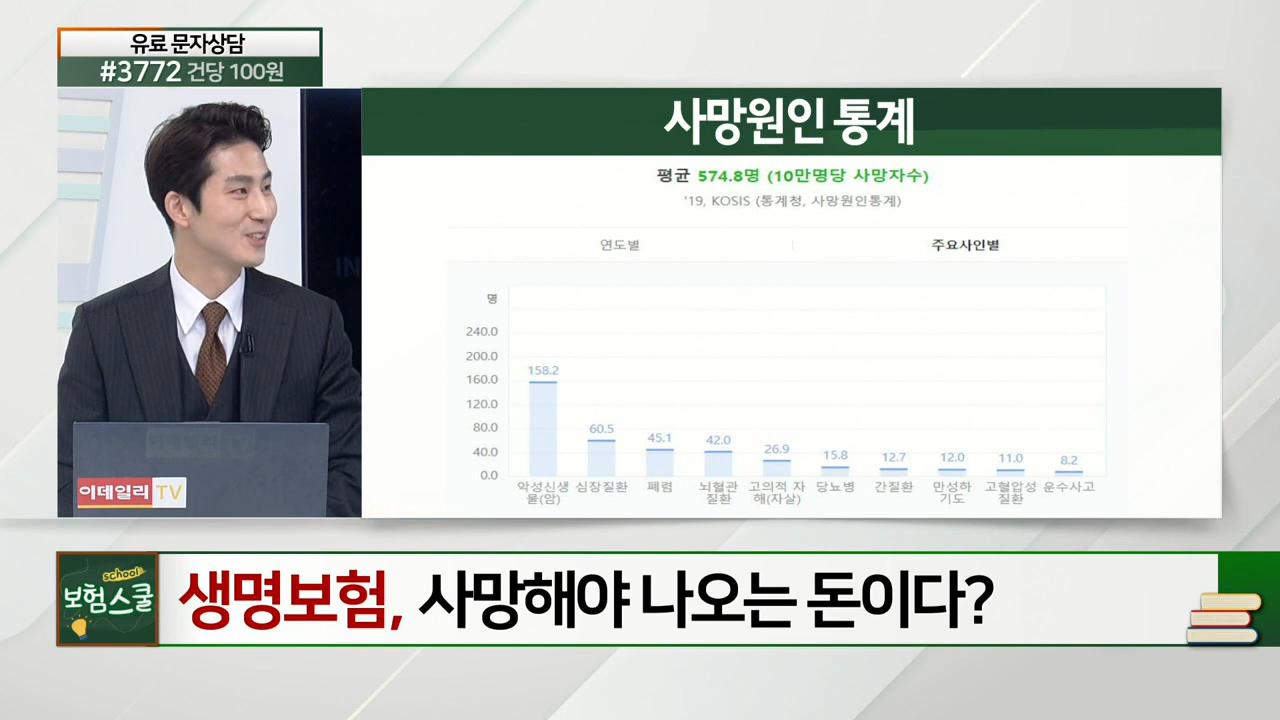 유료 문자상담
#3772 건당 100원
사망원인 통계
평균 574.8명 (10만명당 사망자수)
'19, KOSIS (통계청, 사망원인통계)
연도별
주요사인별
명
240.0
200.0
160.0
120.0
80.0
40.0
0.0
158.2
60.5
45.1
42.0
26.9
15.8
12.7
12.0
11.0
8.2
악성신생
물(암)
심장질환
폐렴
뇌혈관
질환
고의적 자
해(자살)
당뇨병
간질환
만성하
기도
고혈압성
질환
운수사고
IN
이데일리 TV
school
보험스쿨
생명보험, 사망해야 나오는 돈이다?